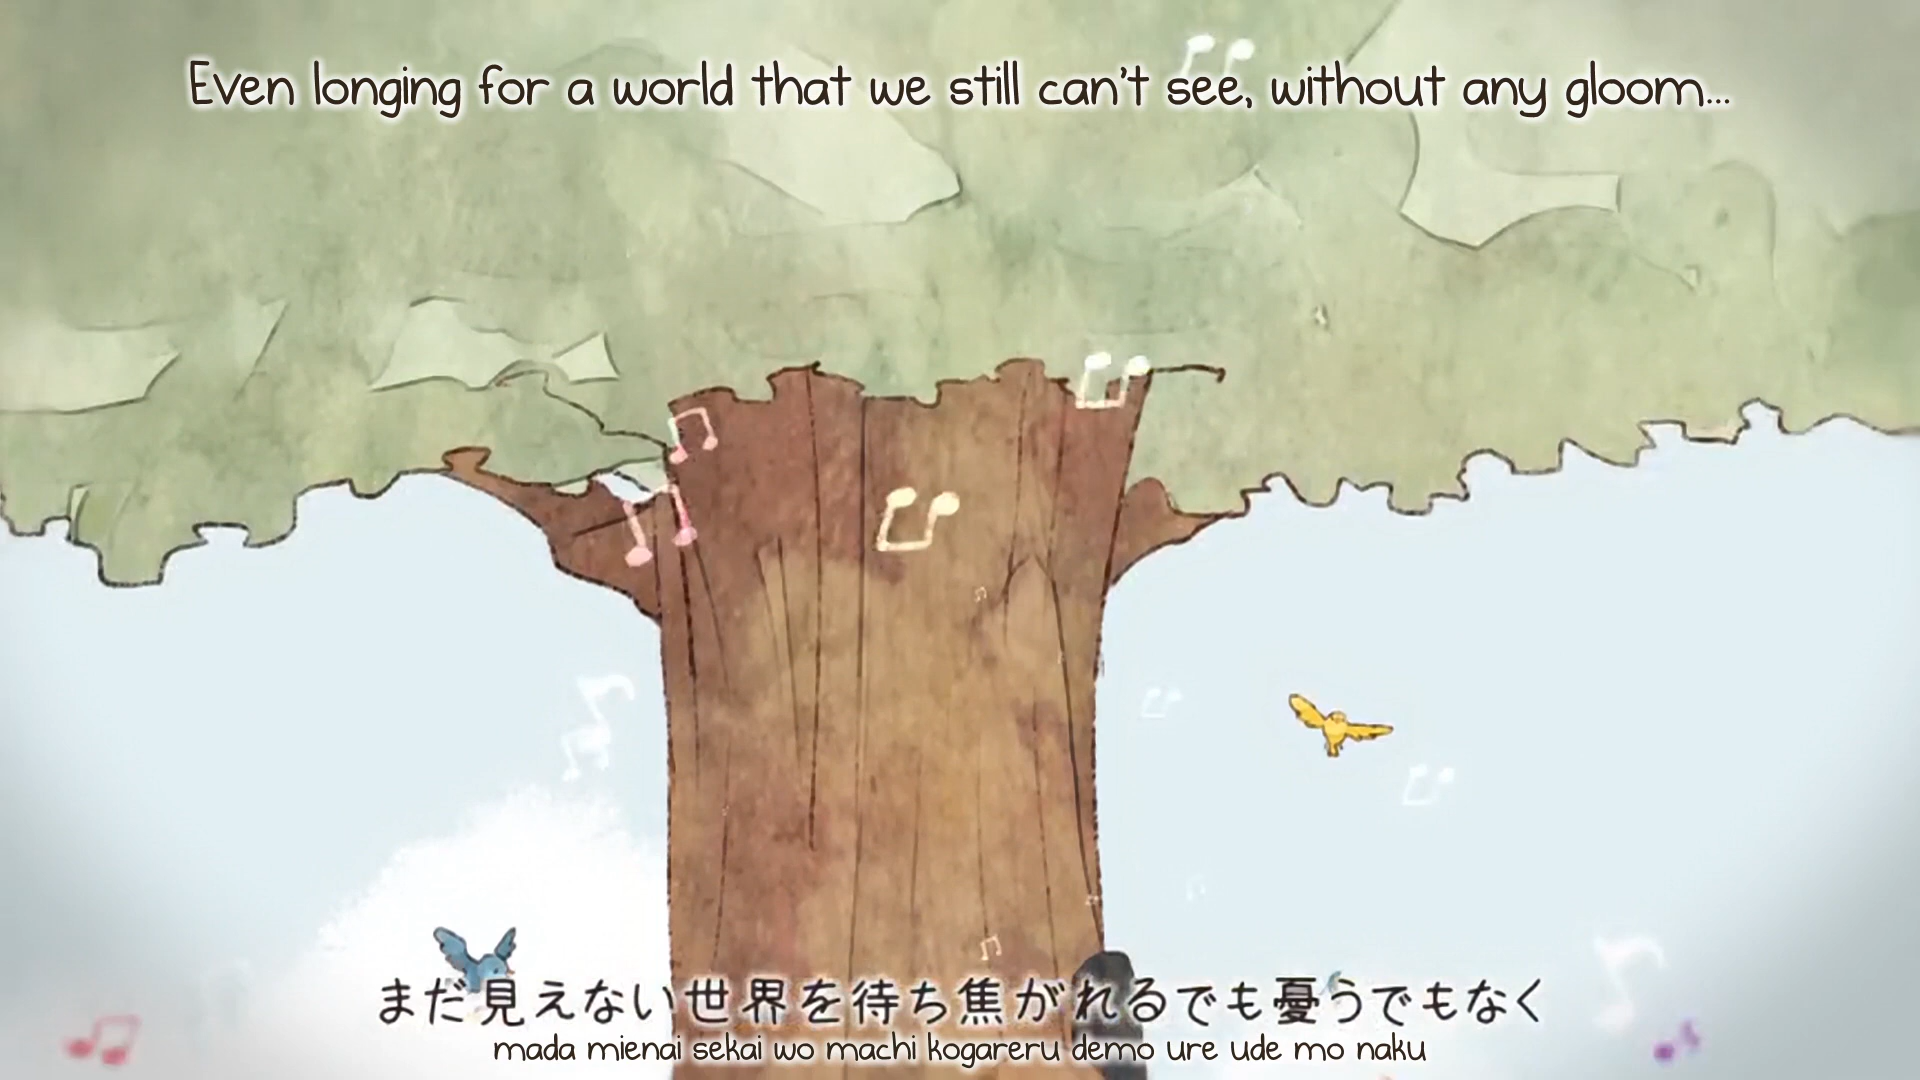 Even longing for a world that we still can't see, without any gloom...
まだ見えない世界を待ち焦がれるでも憂うでもなく
mada mienai sekai wo machi kogareru demo ure ude mo naku